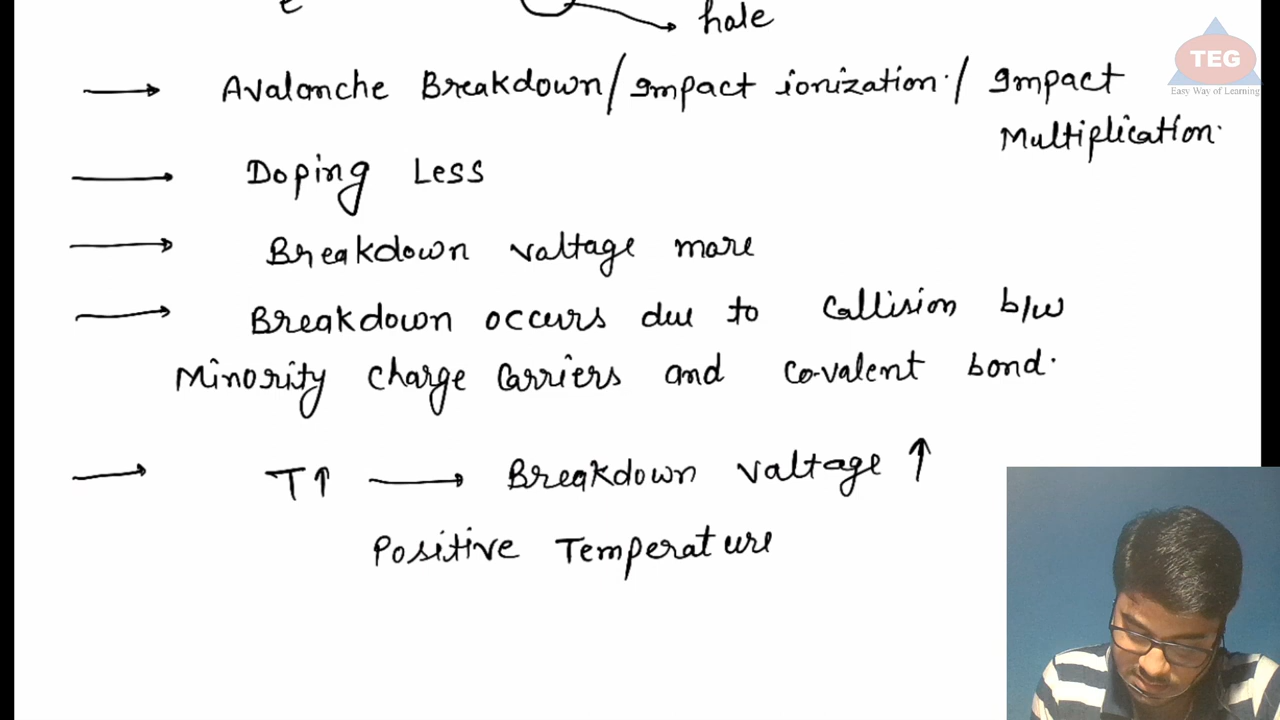 e
hole
TEG
Easy Way of Learning
Avalanche Breakdown/Impact ionization./Impact
Multiplication.
Doping Less
Breakdown voltage more
Breakdown occurs due to Collision b/w
Minority charge carriers and co-valent bond.
T↑ → Breakdown voltage ↑
Positive Temperature